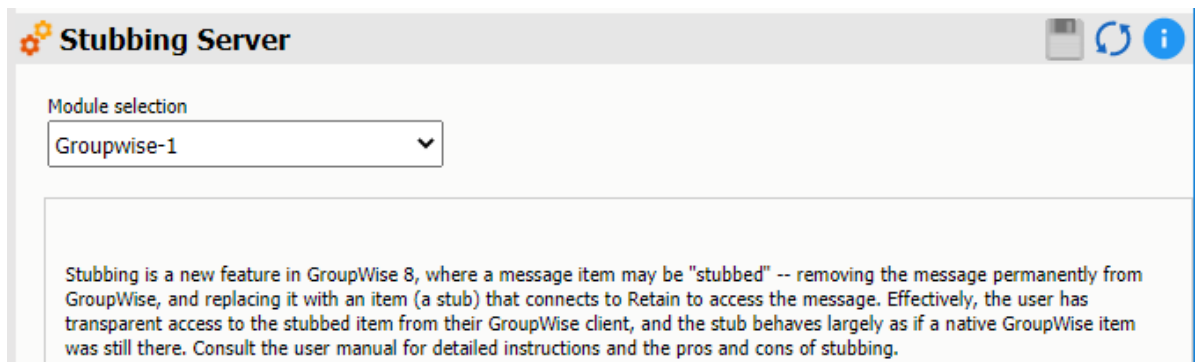 Stubbing Server
Module selection
Groupwise-1
Stubbing is a new feature in GroupWise 8, where a message item may be "stubbed" -- removing the message permanently from
GroupWise, and replacing it with an item (a stub) that connects to Retain to access the message. Effectively, the user has
transparent access to the stubbed item from their GroupWise client, and the stub behaves largely as if a native GroupWise item
was still there. Consult the user manual for detailed instructions and the pros and cons of stubbing.